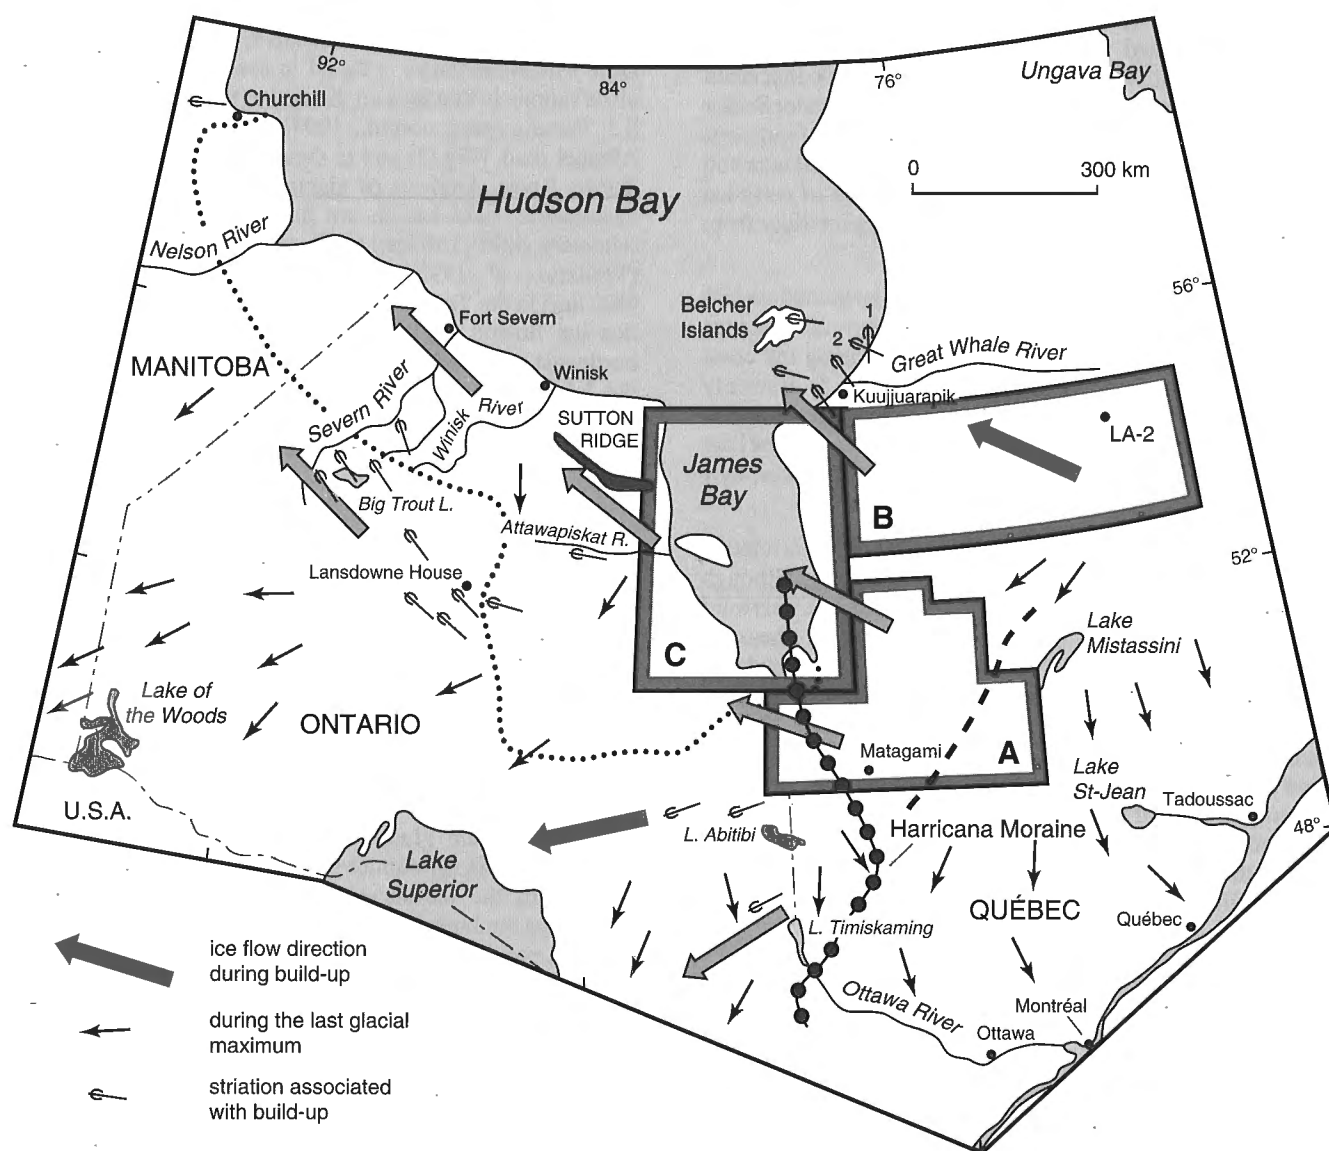 92°
84°
76°
Ungava Bay
Churchill
0
300 km
Hudson Bay
Nelson River
56°
Belcher
Islands
1
2
Fort Severn
Great Whale River
MANITOBA
Winisk
Kuujjuarapik
Severn River
Winisk
River
SUTTON
RIDGE
LA-2
James
Bay
Big Trout L.
B
Attawapiskat R.
52°
Lansdowne House
Lake
Mistassini
C
Lake of
the Woods
ONTARIO
Matagami
A
Lake
St-Jean
Tadoussac
U.S.A.
L. Abitibi
Harricana Moraine
48°
Lake
Superior
QUÉBEC
Québec
L. Timiskaming
ice flow direction
during build-up
Ottawa River
Montréal
during the last glacial
maximum
Ottawa
striation associated
with build-up